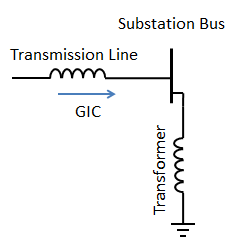 Substation Bus
Transmission Line
GIC
Transformer